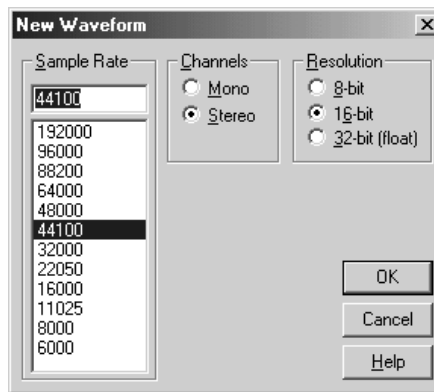 New Waveform
Sample Rate
44100
192000
96000
88200
64000
48000
44100
32000
22050
16000
11025
8000
6000
Channels
Mono
Stereo
Resolution
8-bit
16-bit
32-bit (float)
OK
Cancel
Help